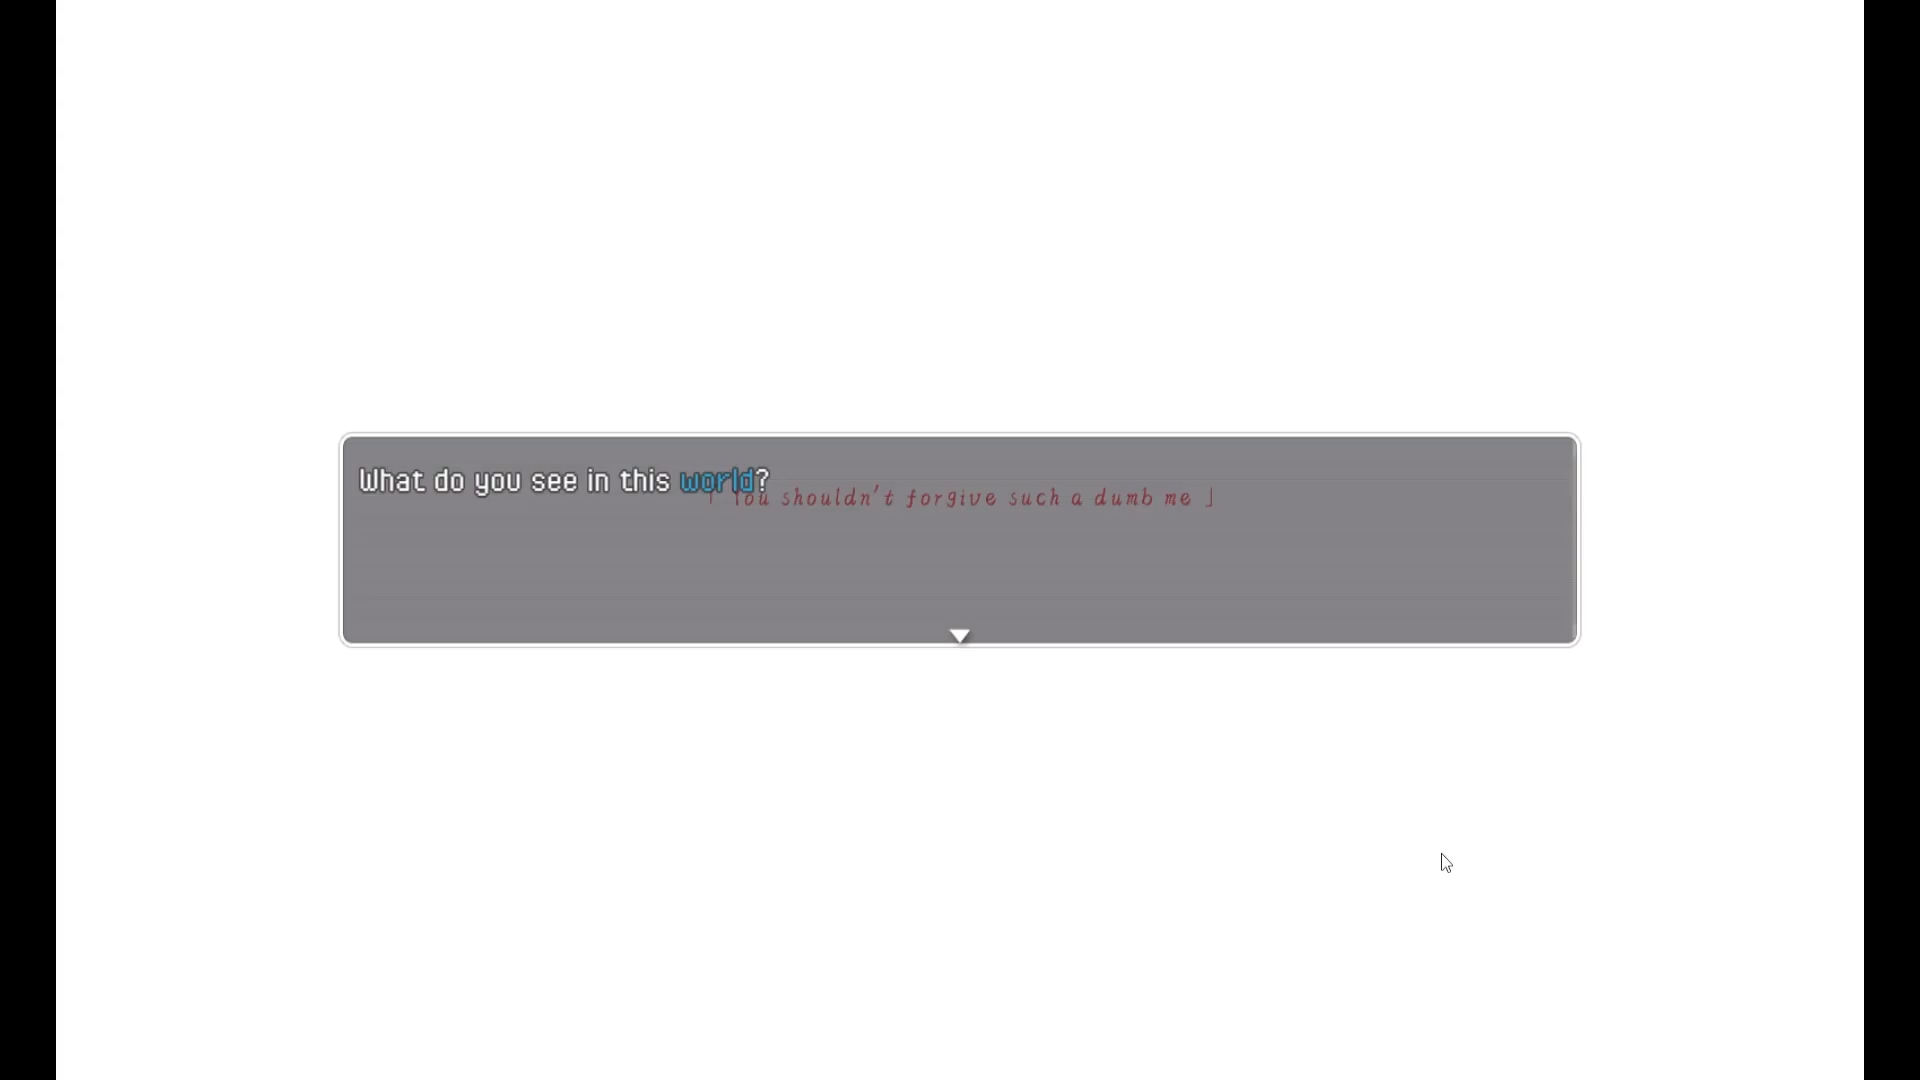 What do you see in this world?
「 You shouldn't forgive such a dumb me 」